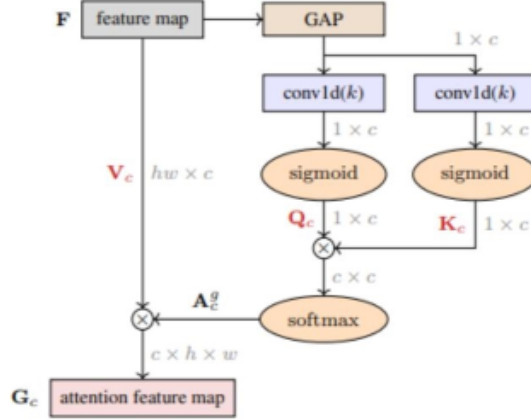 F feature map GAP
1 × c
conv1d(k) conv1d(k)
1 × c 1 × c
V_c hw × c sigmoid sigmoid
Q_c 1 × c K_c 1 × c
×
c × c
A_c^g
× softmax
c × h × w
G_c attention feature map